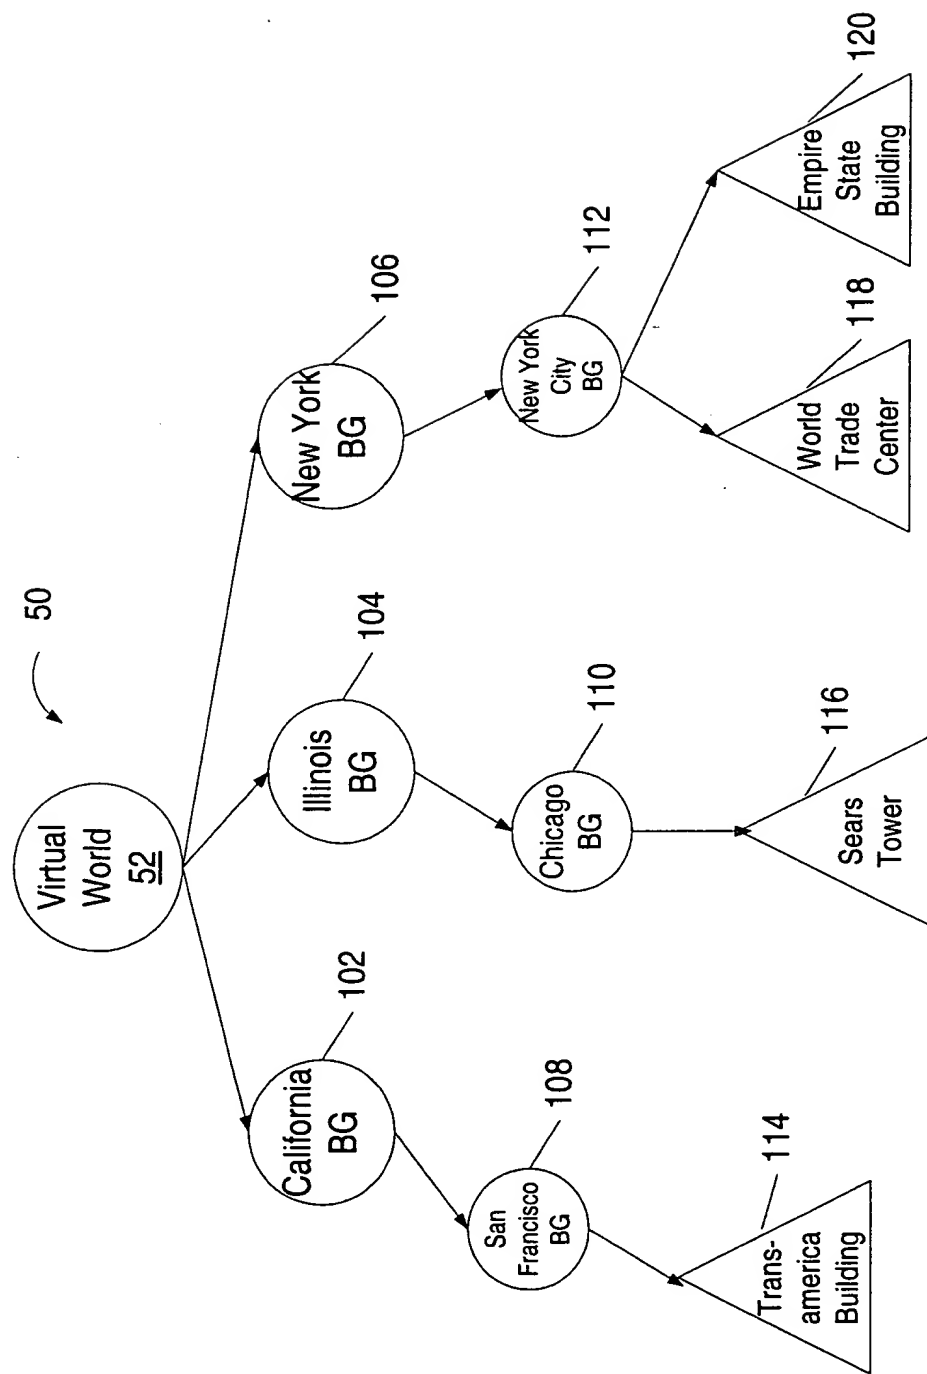 50
Virtual
World
52
California
BG
102
Illinois
BG
104
New York
BG
106
San
Francisco
BG
108
Chicago
BG
110
New York
City
BG
112
Trans-
america
Building
114
Sears
Tower
116
World
Trade
Center
118
Empire
State
Building
120